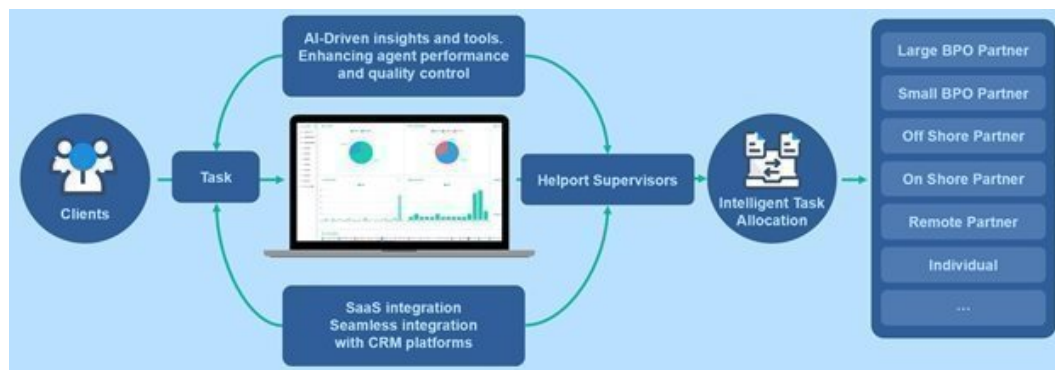 AI-Driven insights and tools.
Enhancing agent performance
and quality control
Clients
Task
Helport Supervisors
Intelligent Task
Allocation
SaaS integration
Seamless integration
with CRM platforms
Large BPO Partner
Small BPO Partner
Off Shore Partner
On Shore Partner
Remote Partner
Individual
...